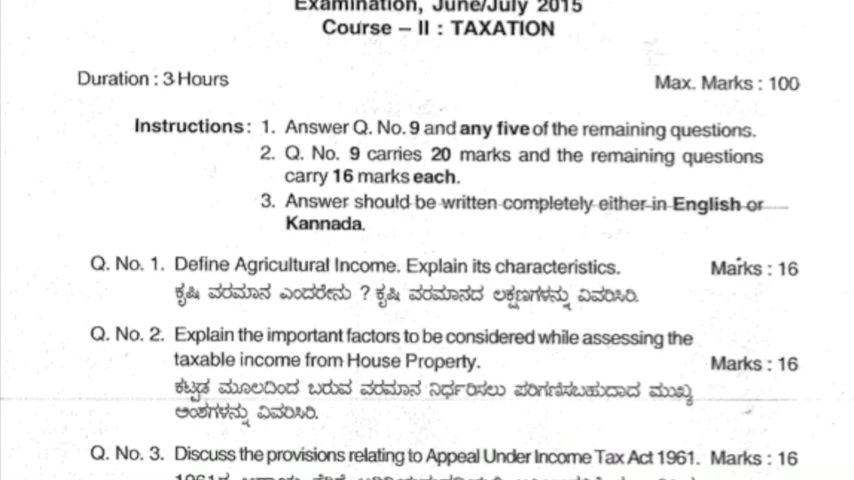 Examination, June/July 2015
Course – II : TAXATION
Duration : 3 Hours Max. Marks : 100
Instructions : 1. Answer Q. No. 9 and any five of the remaining questions.
2. Q. No. 9 carries 20 marks and the remaining questions
carry 16 marks each.
3. Answer should be written completely either in English or
Kannada.
Q. No. 1. Define Agricultural Income. Explain its characteristics. Marks : 16
ಕೃಷಿ ವರಮಾನ ಎಂದರೇನು ? ಕೃಷಿ ವರಮಾನದ ಲಕ್ಷಣಗಳನ್ನು ವಿವರಿಸಿರಿ.
Q. No. 2. Explain the important factors to be considered while assessing the
taxable income from House Property. Marks : 16
ಕಟ್ಟಡ ಮೂಲದಿಂದ ಬರುವ ವರಮಾನ ನಿರ್ಧರಿಸಲು ಪರಿಗಣಿಸಬಹುದಾದ ಮುಖ್ಯ
ಅಂಶಗಳನ್ನು ವಿವರಿಸಿರಿ.
Q. No. 3. Discuss the provisions relating to Appeal Under Income Tax Act 1961. Marks : 16